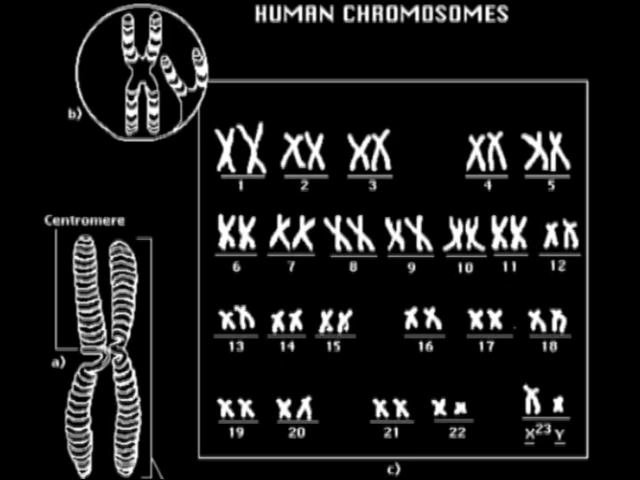 HUMAN CHROMOSOMES
b)
1 2 3 4 5
Centromere
6 7 8 9 10 11 12
a)
13 14 15 16 17 18
19 20 21 22 X 23 Y
c)